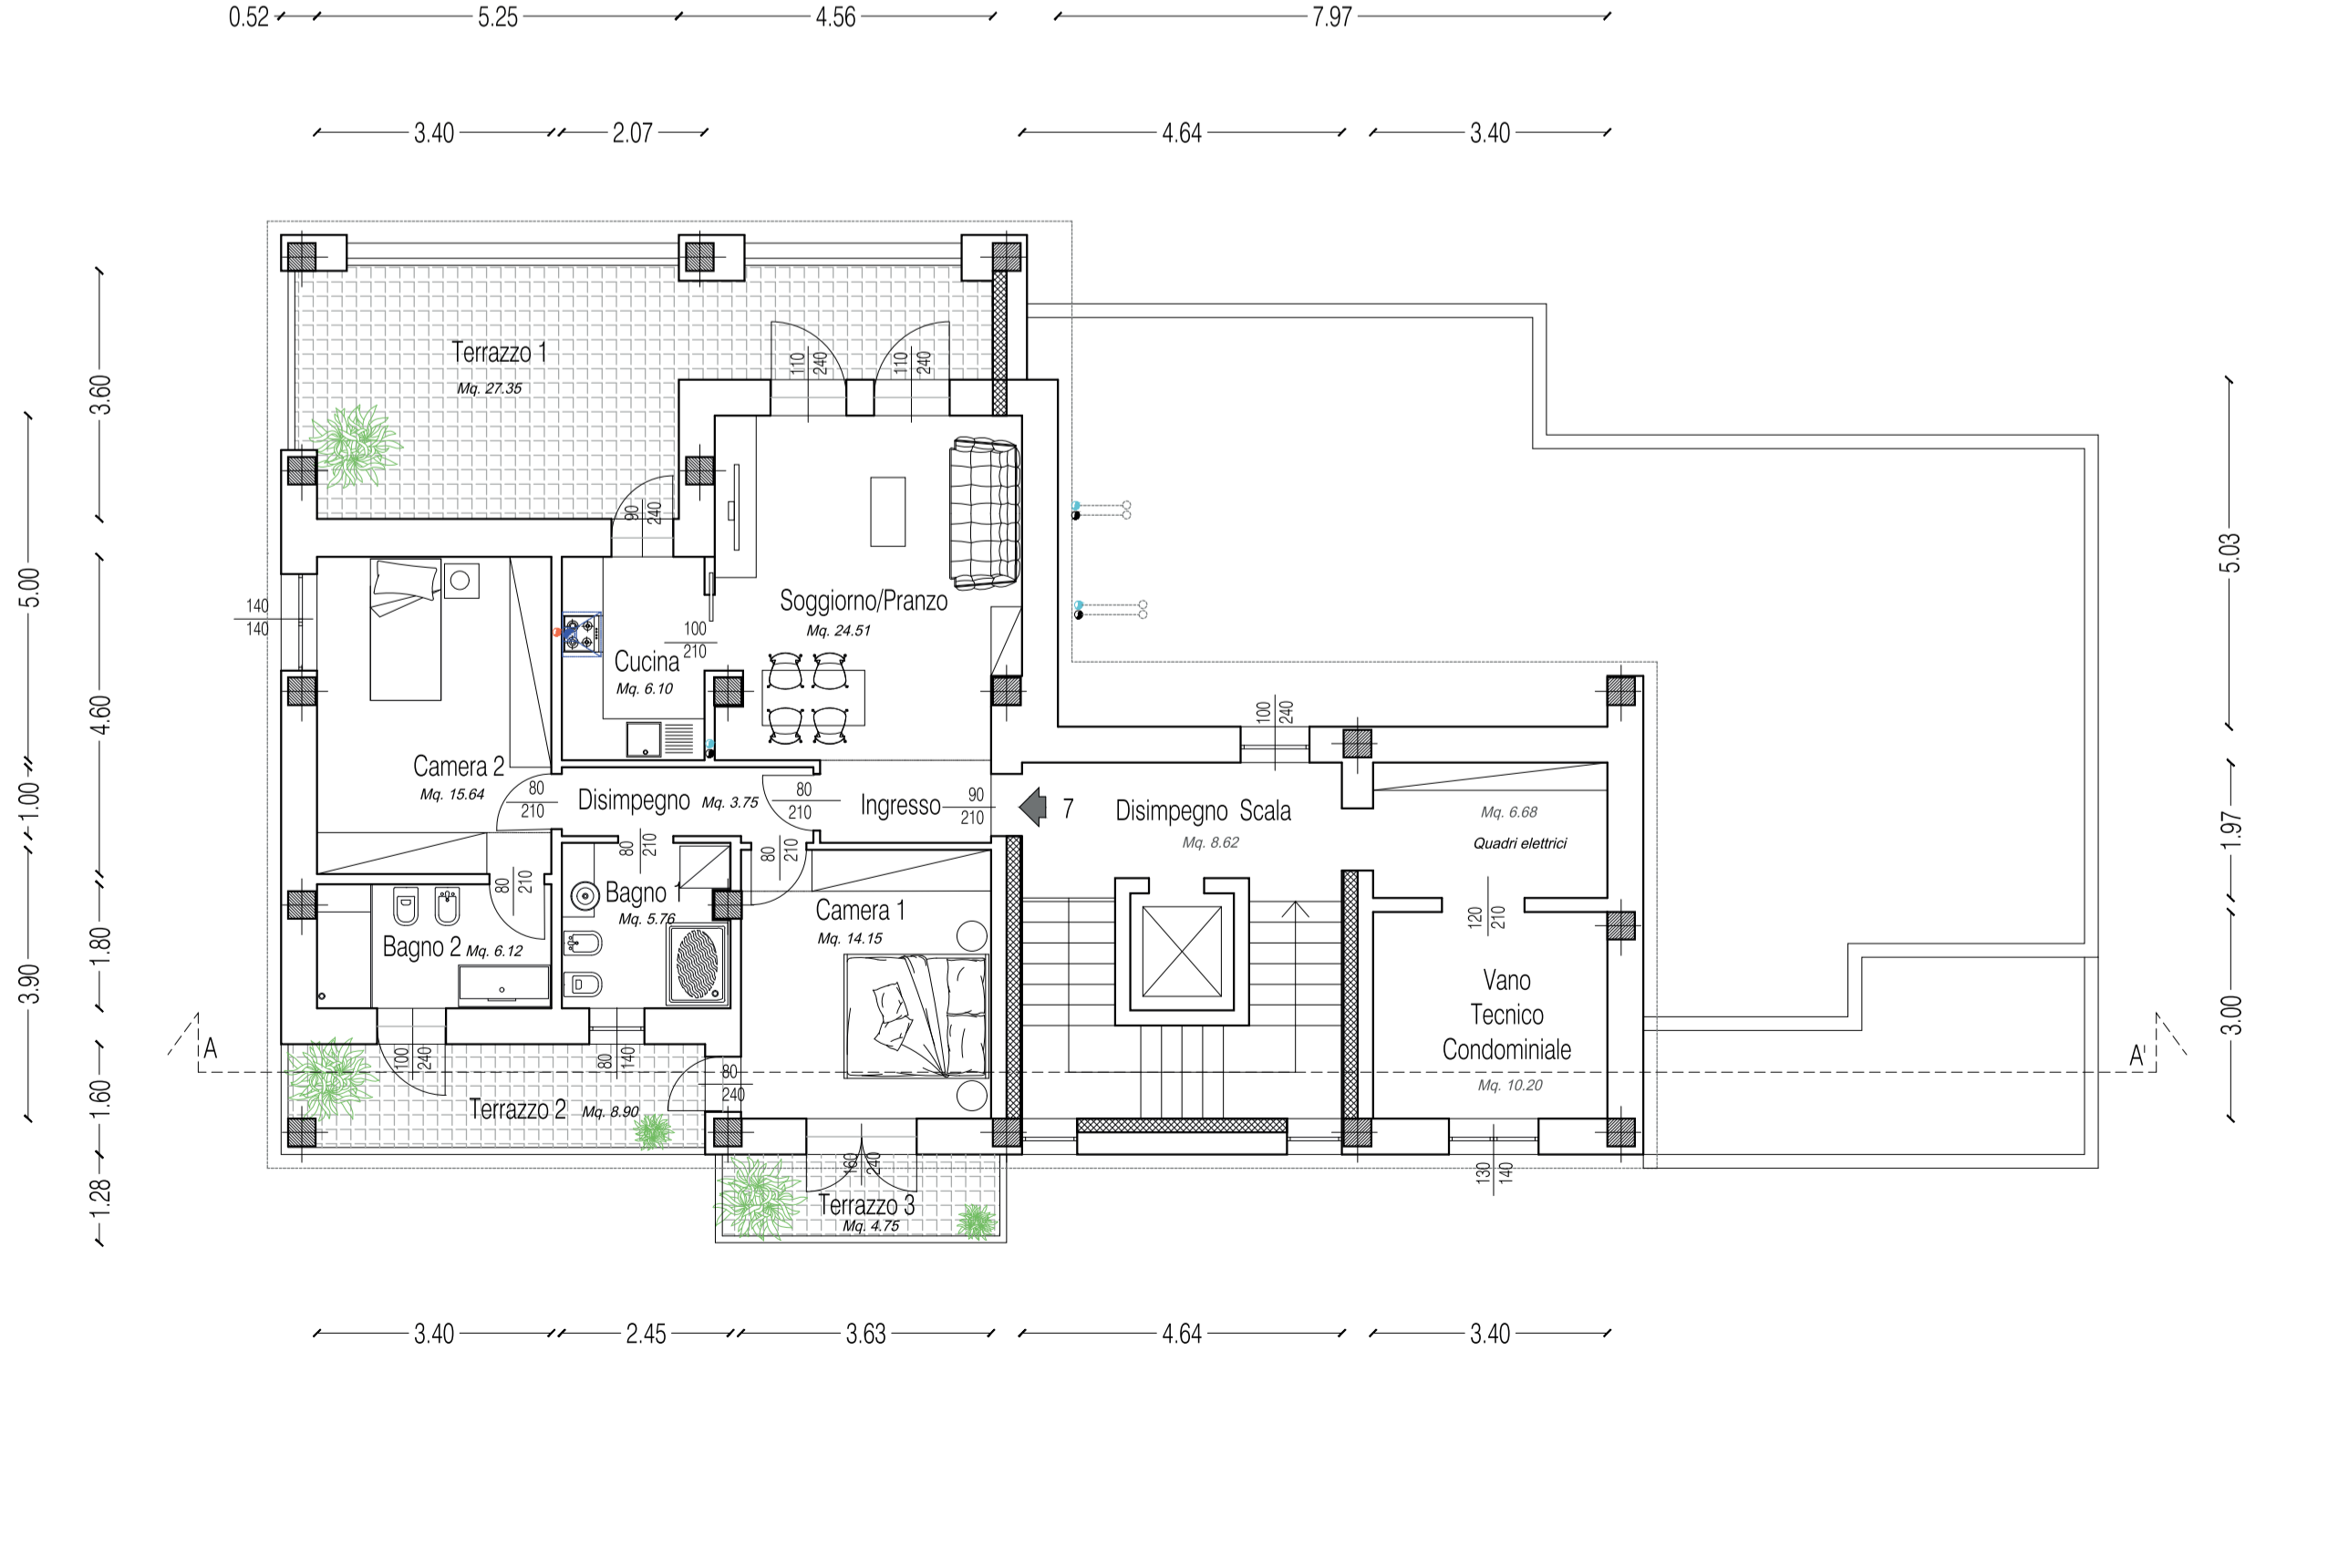 0.52 5.25 4.56 7.97
3.40 2.07 4.64 3.40
3.60
5.00
4.60
1.00
1.80
3.90
1.60
1.28
5.03
1.97
3.00
Terrazzo 1
Mq. 27.35
110
240
110
240
90
240
140
140
Soggiorno/Pranzo
Mq. 24.51
100
210
Cucina
Mq. 6.10
Camera 2
Mq. 15.64
80
210
Disimpegno Mq. 3.75
80
210
Ingresso
90
210
7
100
240
Disimpegno Scala
Mq. 8.62
Mq. 6.68
Quadri elettrici
80
210
80
210
80
210
Bagno 1
Mq. 5.76
Bagno 2 Mq. 6.12
Camera 1
Mq. 14.15
120
210
Vano
Tecnico
Condominiale
Mq. 10.20
A
A'
100
240
80
140
80
240
Terrazzo 2 Mq. 8.90
160
240
130
140
Terrazzo 3
Mq. 4.75
3.40 2.45 3.63 4.64 3.40